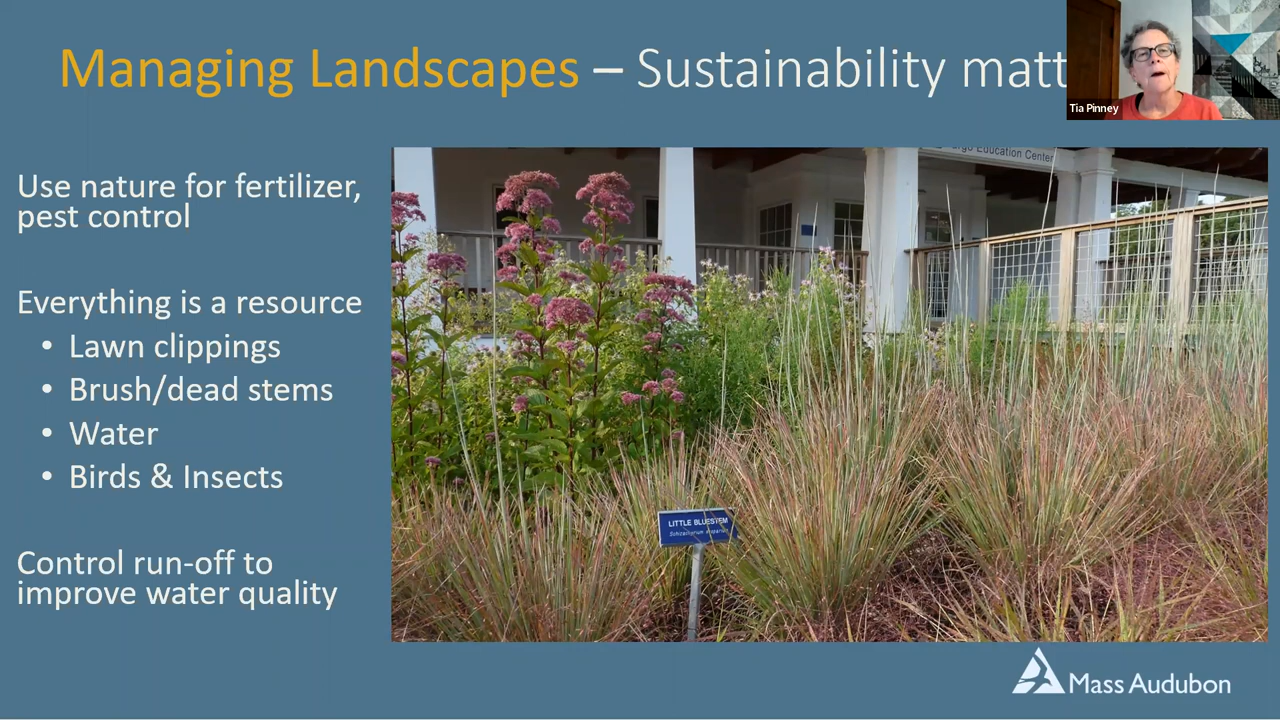 Managing Landscapes – Sustainability matt
Tia Pinney
Use nature for fertilizer,
pest control
Everything is a resource
• Lawn clippings
• Brush/dead stems
• Water
• Birds & Insects
Control run-off to
improve water quality
Education Center
LITTLE BLUESTEM
Mass Audubon